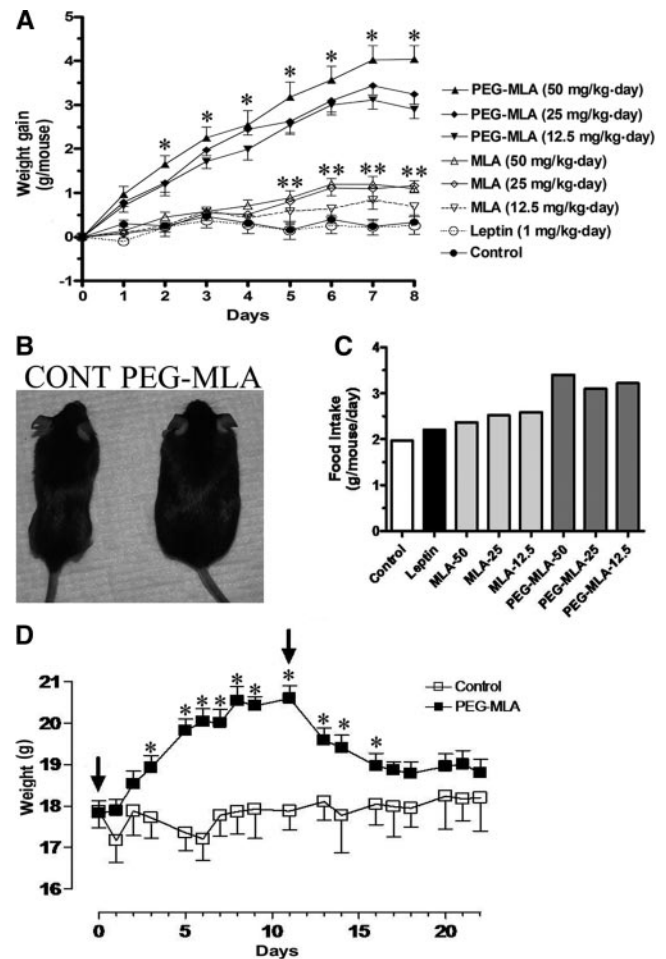 A
Weight gain
(g/mouse)
5
4
3
2
1
0
-1
* * * * * * *
** ** ** **
0 1 2 3 4 5 6 7 8
Days
PEG-MLA (50 mg/kg-day)
PEG-MLA (25 mg/kg-day)
PEG-MLA (12.5 mg/kg-day)
MLA (50 mg/kg-day)
MLA (25 mg/kg-day)
MLA (12.5 mg/kg-day)
Leptin (1 mg/kg-day)
Control
B
CONT PEG-MLA
C
Food Intake
(g/mouse/day)
4
3
2
1
0
Control
Leptin
MLA-50
MLA-25
MLA-12.5
PEG-MLA-50
PEG-MLA-25
PEG-MLA-12.5
D
Weight (g)
21
20
19
18
17
16
* * * * * * * * * *
Control
PEG-MLA
0 5 10 15 20
Days